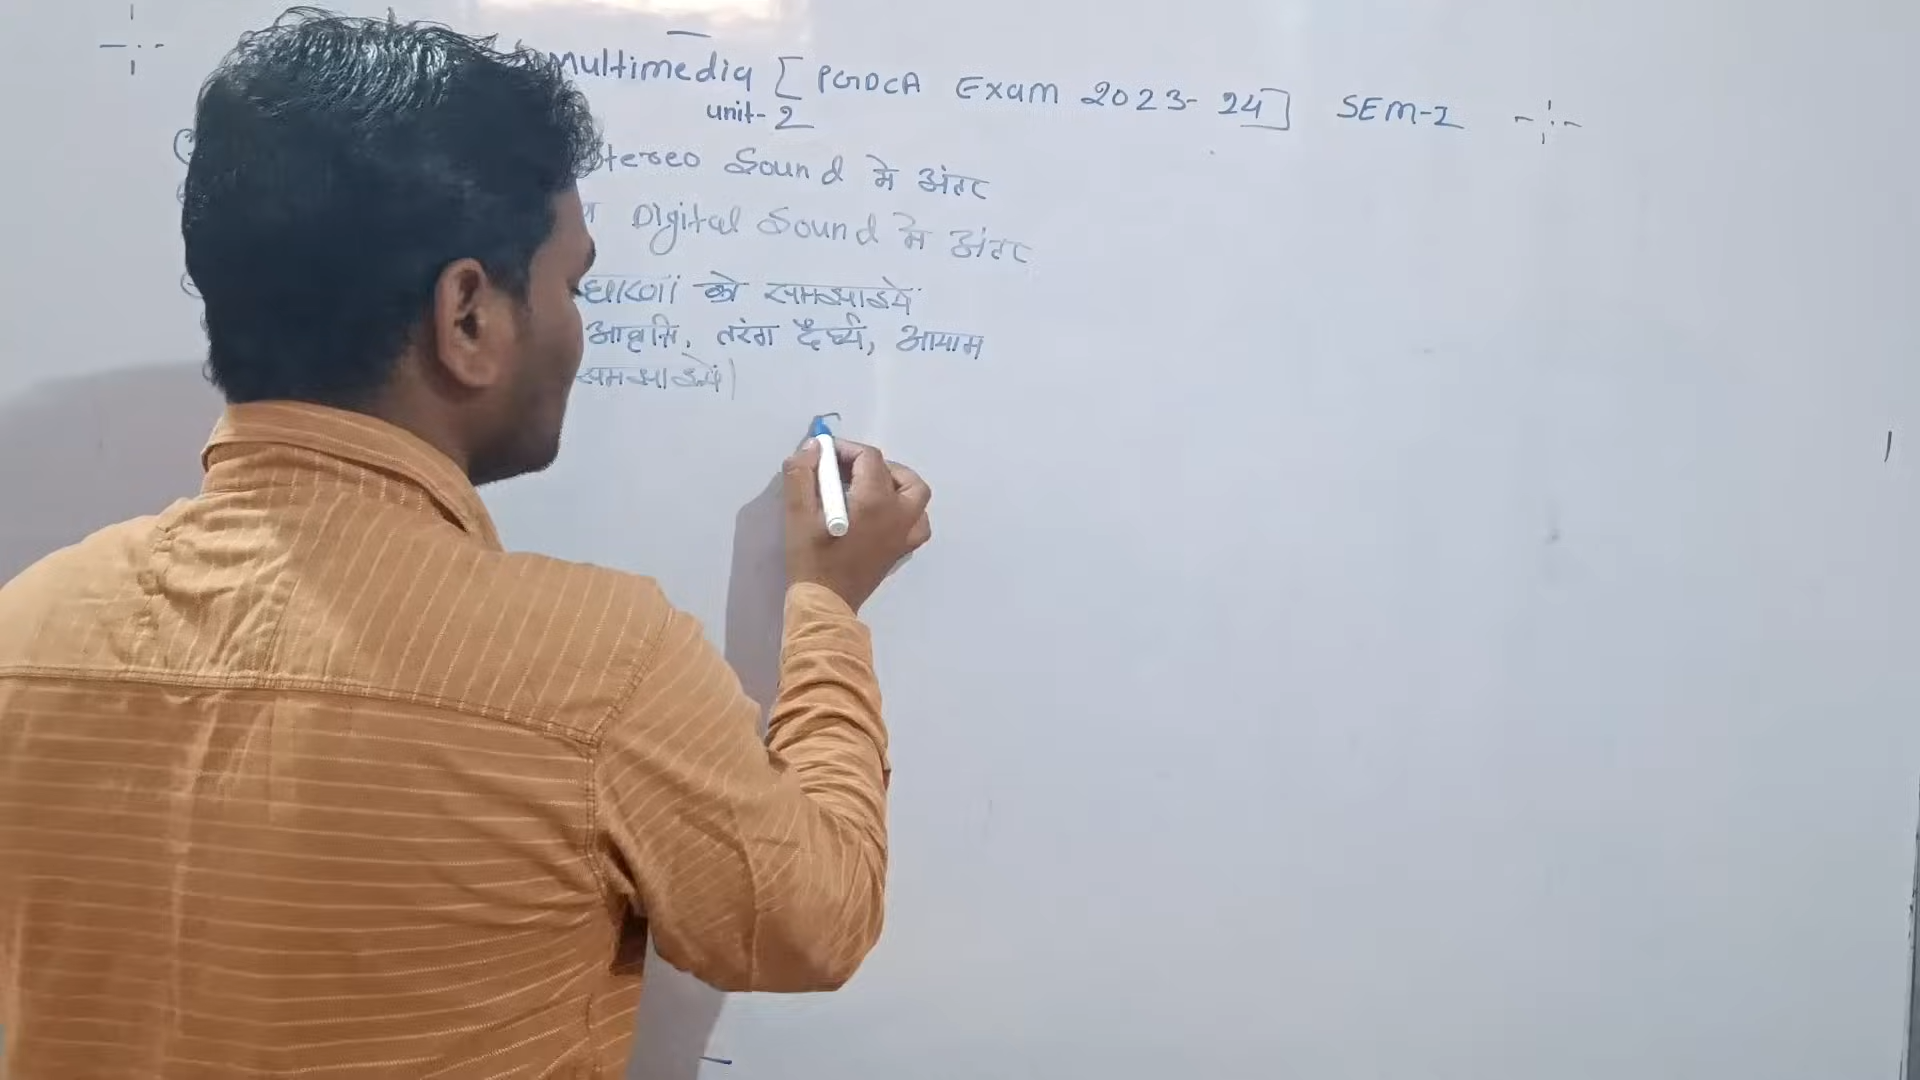 Multimedia [PGDCA Exam 2023-24] SEM-I
unit-2
Stereo Sound मे अंतर
Digital Sound मे अंतर
को समझाइये
आवृत्ति, तरंग दैर्घ्य, आयाम
समझाइये)